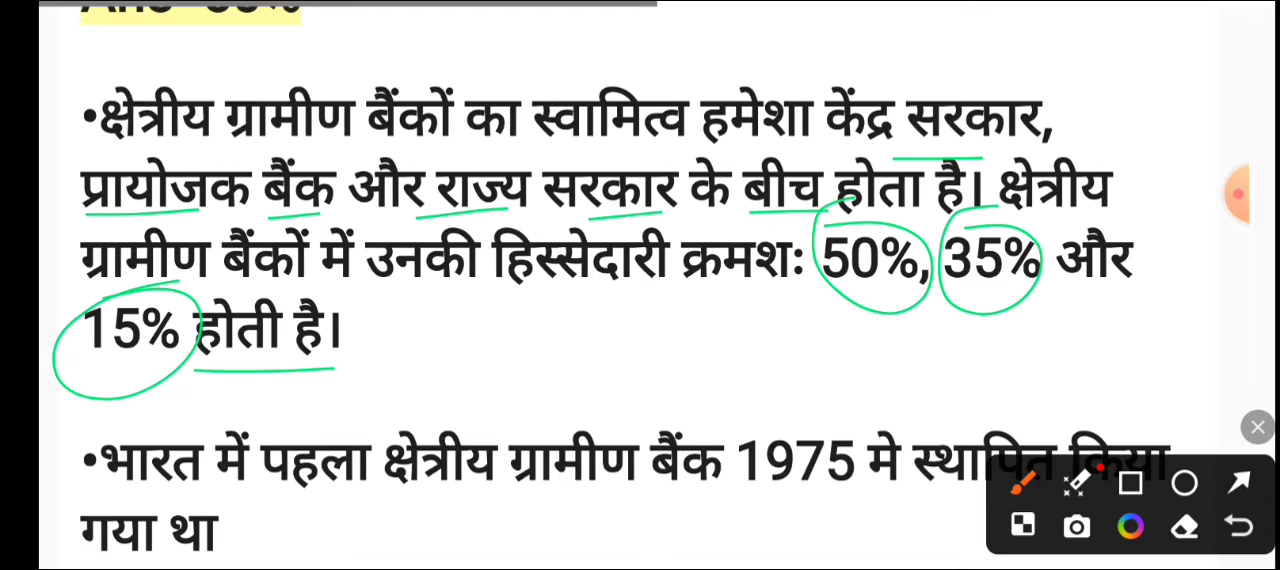 •क्षेत्रीय ग्रामीण बैंकों का स्वामित्व हमेशा केंद्र सरकार,
प्रायोजक बैंक और राज्य सरकार के बीच होता है। क्षेत्रीय
ग्रामीण बैंकों में उनकी हिस्सेदारी क्रमशः 50%, 35% और
15% होती है।
•भारत में पहला क्षेत्रीय ग्रामीण बैंक 1975 मे स्थापित किया
गया था